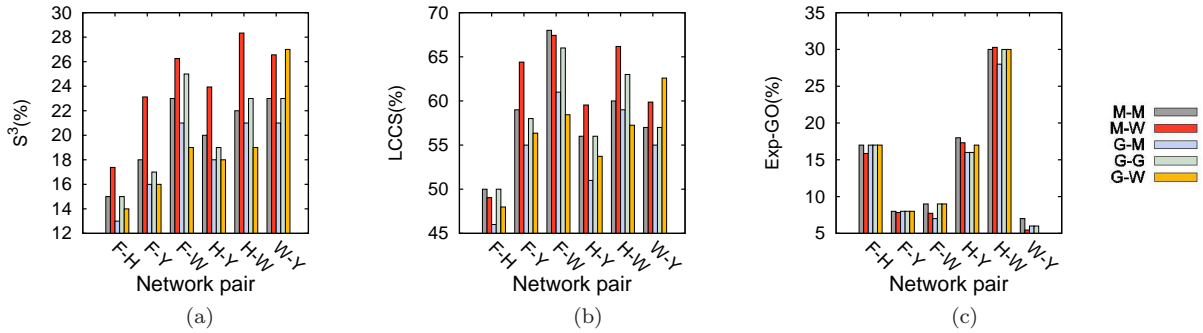 30
28
26
24
22
20
18
16
14
12
S³(%)
F-H
F-Y
F-W
H-Y
H-W
W-Y
Network pair
(a)
70
65
60
55
50
45
LCCS(%)
F-H
F-Y
F-W
H-Y
H-W
W-Y
Network pair
(b)
35
30
25
20
15
10
5
Exp-GO(%)
F-H
F-Y
F-W
H-Y
H-W
W-Y
Network pair
(c)
M-M
M-W
G-M
G-G
G-W